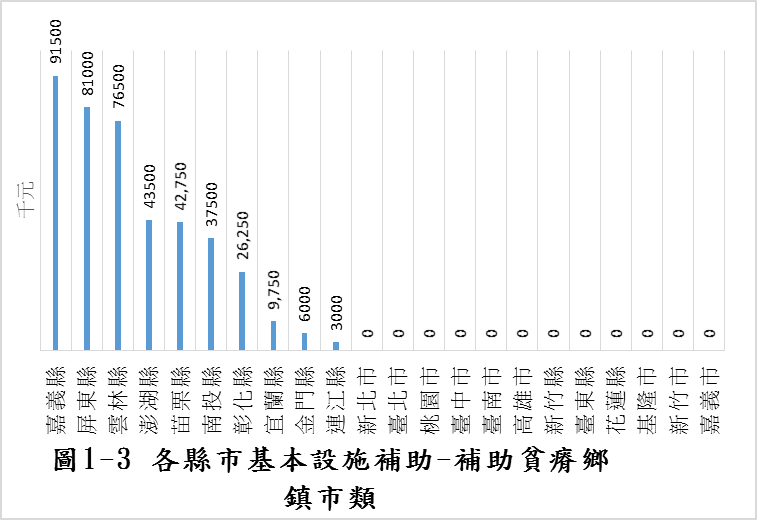 千元
91500
81000
76500
43500
42,750
37500
26,250
9,750
6000
3000
0
0
0
0
0
0
0
0
0
0
0
0
嘉義縣
屏東縣
雲林縣
澎湖縣
苗栗縣
南投縣
彰化縣
宜蘭縣
金門縣
連江縣
新北市
臺北市
桃園市
臺中市
臺南市
高雄市
新竹縣
臺東縣
花蓮縣
基隆市
新竹市
嘉義市
圖1-3 各縣市基本設施補助-補助貧瘠鄉
鎮市類